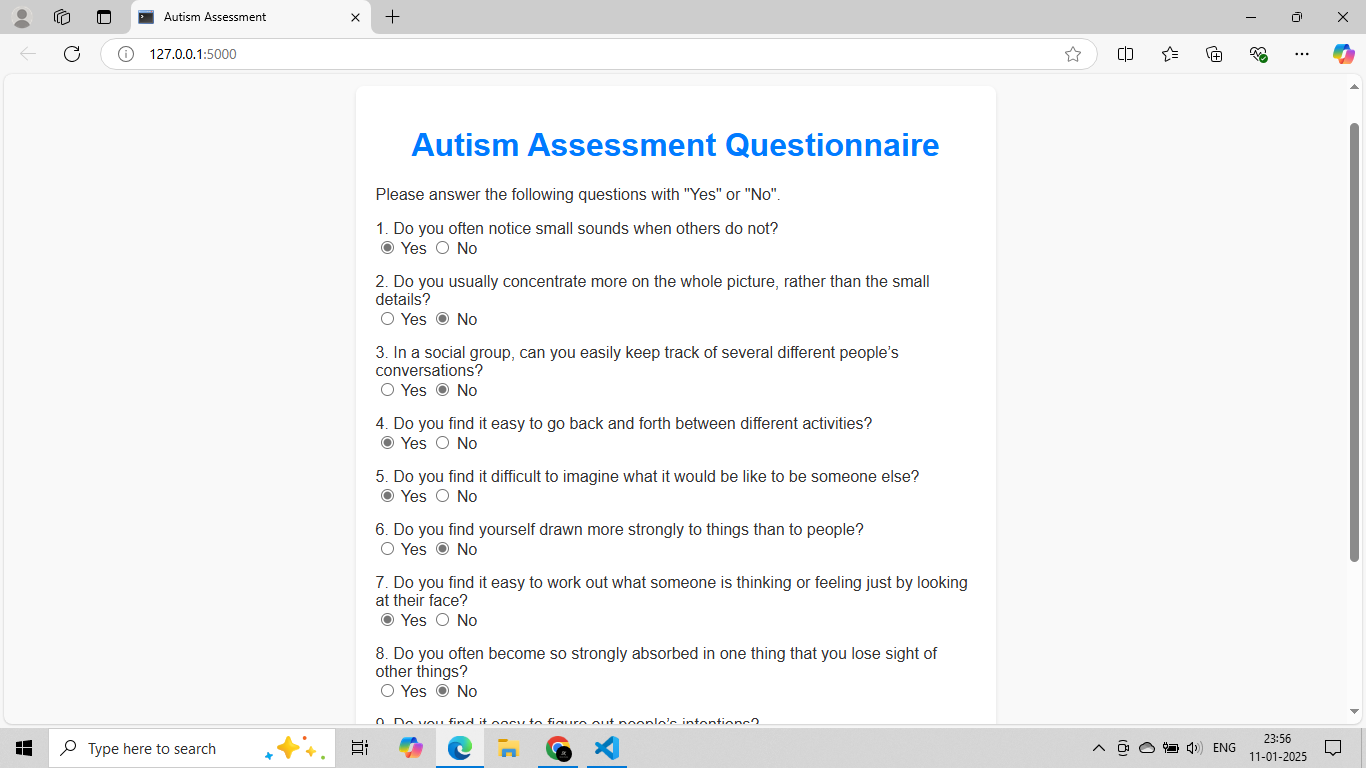 Autism Assessment
127.0.0.1:5000
Autism Assessment Questionnaire
Please answer the following questions with "Yes" or "No".
1. Do you often notice small sounds when others do not?
Yes No
2. Do you usually concentrate more on the whole picture, rather than the small
details?
Yes No
3. In a social group, can you easily keep track of several different people’s
conversations?
Yes No
4. Do you find it easy to go back and forth between different activities?
Yes No
5. Do you find it difficult to imagine what it would be like to be someone else?
Yes No
6. Do you find yourself drawn more strongly to things than to people?
Yes No
7. Do you find it easy to work out what someone is thinking or feeling just by looking
at their face?
Yes No
8. Do you often become so strongly absorbed in one thing that you lose sight of
other things?
Yes No
9. Do you find it easy to figure out people’s intentions?
Type here to search
ENG
23:56
11-01-2025